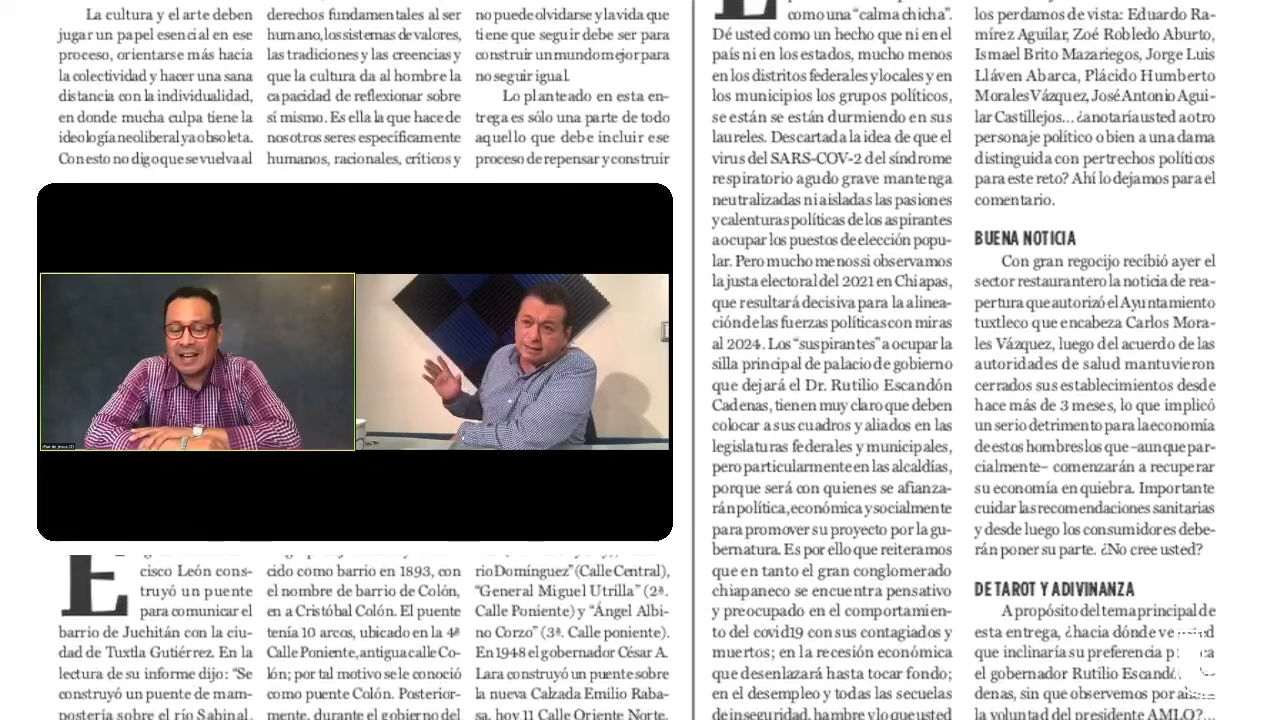 La cultura y el arte deben
jugar un papel esencial en ese
proceso, orientarse más hacia
la colectividad y hacer una sana
distancia con la individualidad,
en donde mucha culpa tiene la
ideología neoliberal ya obsoleta.
Con esto no digo que se vuelva al
derechos fundamentales al ser
humano, los sistemas de valores,
las tradiciones y las creencias y
que la cultura da al hombre la
capacidad de reflexionar sobre
sí mismo. Es ella la que hace de
nosotros seres específicamente
humanos, racionales, críticos y
no puede olvidarse y la vida que
tiene que seguir debe ser para
construir un mundo mejor para
no seguir igual.
Lo planteado en esta en-
trega es sólo una parte de todo
aquello que debe incluir ese
proceso de repensar y construir
E
cisco León cons-
truyó un puente
para comunicar el
barrio de Juchitán con la ciu-
dad de Tuxtla Gutiérrez. En la
lectura de su informe dijo: “Se
construyó un puente de mam-
postería sobre el río Sabinal,
cido como barrio en 1893, con
el nombre de barrio de Colón,
en a Cristóbal Colón. El puente
tenía 10 arcos, ubicado en la 4ª
Calle Poniente, antigua calle Co-
lón; por tal motivo se le conoció
como puente Colón. Posterior-
mente, durante el gobierno del
rio Domínguez” (Calle Central),
“General Miguel Utrilla” (2ª.
Calle Poniente) y “Ángel Albi-
no Corzo” (3ª. Calle poniente).
En 1948 el gobernador César A.
Lara construyó un puente sobre
la nueva Calzada Emilio Raba-
sa, hoy 11 Calle Oriente Norte.
E
como una “calma chicha”.
Dé usted como un hecho que ni en el
país ni en los estados, mucho menos
en los distritos federales y locales y en
los municipios los grupos políticos,
se están se están durmiendo en sus
laureles. Descartada la idea de que el
virus del SARS-COV-2 del síndrome
respiratorio agudo grave mantenga
neutralizadas ni aisladas las pasiones
y calenturas políticas de los aspirantes
a ocupar los puestos de elección popu-
lar. Pero mucho menos si observamos
la justa electoral del 2021 en Chiapas,
que resultará decisiva para la alinea-
ción de las fuerzas políticas con miras
al 2024. Los “suspirantes” a ocupar la
silla principal de palacio de gobierno
que dejará el Dr. Rutilio Escandón
Cadenas, tienen muy claro que deben
colocar a sus cuadros y aliados en las
legislaturas federales y municipales,
pero particularmente en las alcaldías,
porque será con quienes se afianza-
rán política, económica y socialmente
para promover su proyecto por la gu-
bernatura. Es por ello que reiteramos
que en tanto el gran conglomerado
chiapaneco se encuentra pensativo
y preocupado en el comportamien-
to del covid19 con sus contagiados y
muertos; en la recesión económica
que desenlazará hasta tocar fondo;
en el desempleo y todas las secuelas
de inseguridad, hambre y lo que usted
los perdamos de vista: Eduardo Ra-
mírez Aguilar, Zoé Robledo Aburto,
Ismael Brito Mazariegos, Jorge Luis
Lláven Abarca, Plácido Humberto
Morales Vázquez, José Antonio Agui-
lar Castillejos... ¿anotaría usted a otro
personaje político o bien a una dama
distinguida con pertrechos políticos
para este reto? Ahí lo dejamos para el
comentario.
BUENA NOTICIA
Con gran regocijo recibió ayer el
sector restaurantero la noticia de rea-
pertura que autorizó el Ayuntamiento
tuxtleco que encabeza Carlos Mora-
les Vázquez, luego del acuerdo de las
autoridades de salud mantuvieron
cerrados sus establecimientos desde
hace más de 3 meses, lo que implicó
un serio detrimento para la economía
de estos hombres los que –aunque par-
cialmente– comenzarán a recuperar
su economía en quiebra. Importante
cuidar las recomendaciones sanitarias
y desde luego los consumidores debe-
rán poner su parte. ¿No cree usted?
DE TAROT Y ADIVINANZA
A propósito del tema principal de
esta entrega, ¿hacia dónde
que inclinaría su preferencia
el gobernador Rutilio
denas, sin que observemos por
la voluntad del presidente AMLO?...